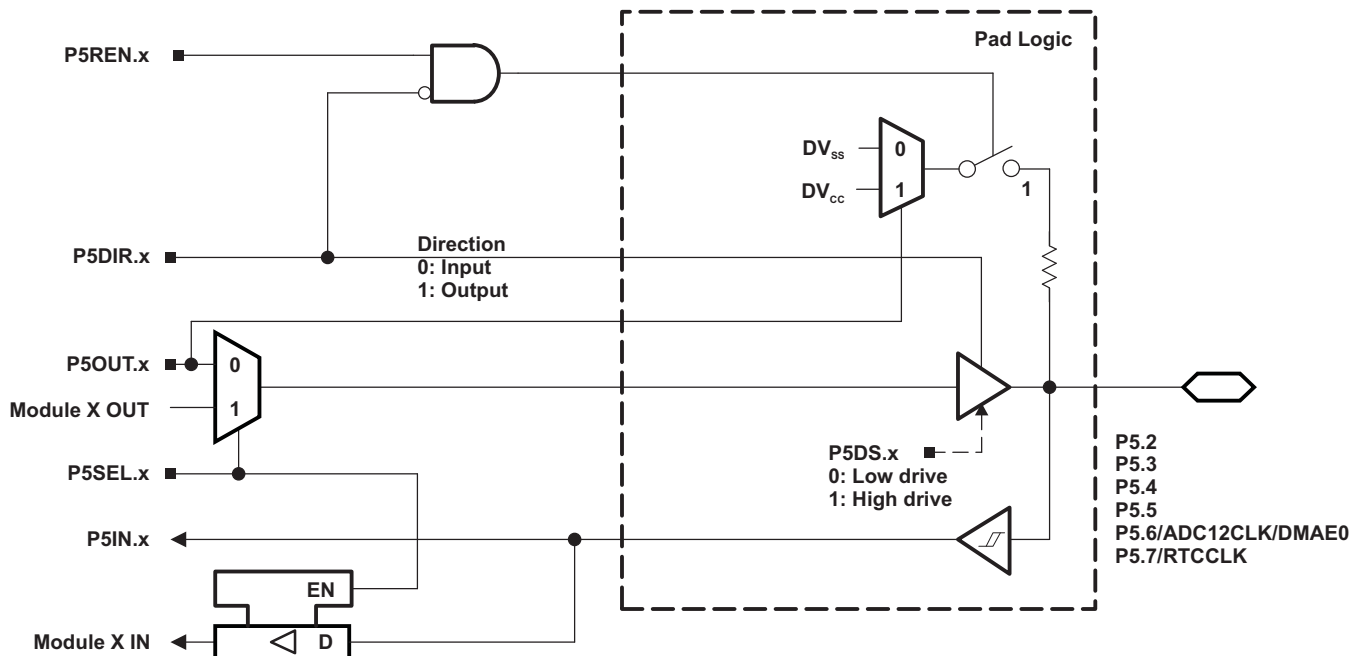 Pad Logic
P5REN.x
DVss
0
DVcc
1
1
P5DIR.x
Direction
0: Input
1: Output
P5OUT.x
0
Module X OUT
1
P5SEL.x
P5DS.x
0: Low drive
1: High drive
P5.2
P5.3
P5.4
P5.5
P5.6/ADC12CLK/DMAE0
P5.7/RTCCLK
P5IN.x
EN
Module X IN
D